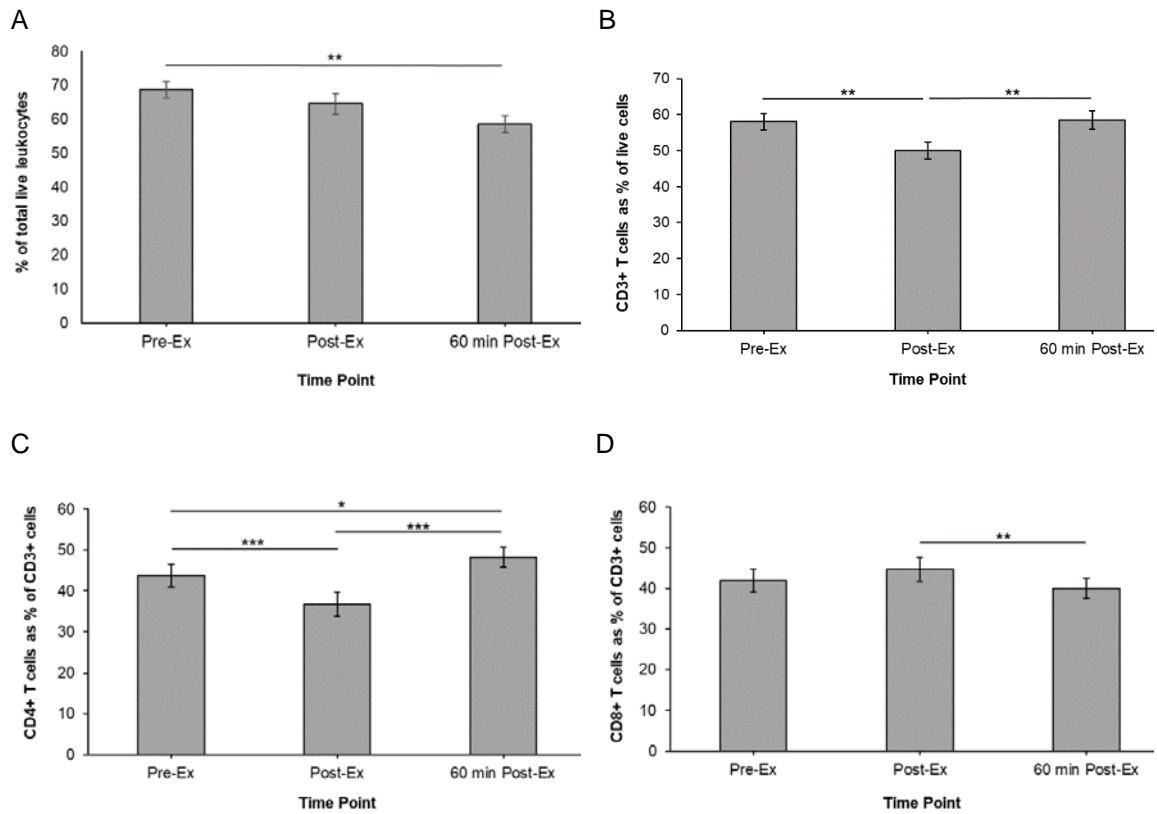 A
% of total live leukocytes
80
70
60
50
40
30
20
10
0
**
Pre-Ex Post-Ex 60 min Post-Ex
Time Point
B
CD3+ T cells as % of live cells
70
60
50
40
30
20
10
0
** **
Pre-Ex Post-Ex 60 min Post-Ex
Time Point
C
CD4+ T cells as % of CD3+ cells
60
50
40
30
20
10
0
*
*** ***
Pre-Ex Post-Ex 60 min Post-Ex
Time Point
D
CD8+ T cells as % of CD3+ cells
60
50
40
30
20
10
0
**
Pre-Ex Post-Ex 60 min Post-Ex
Time Point